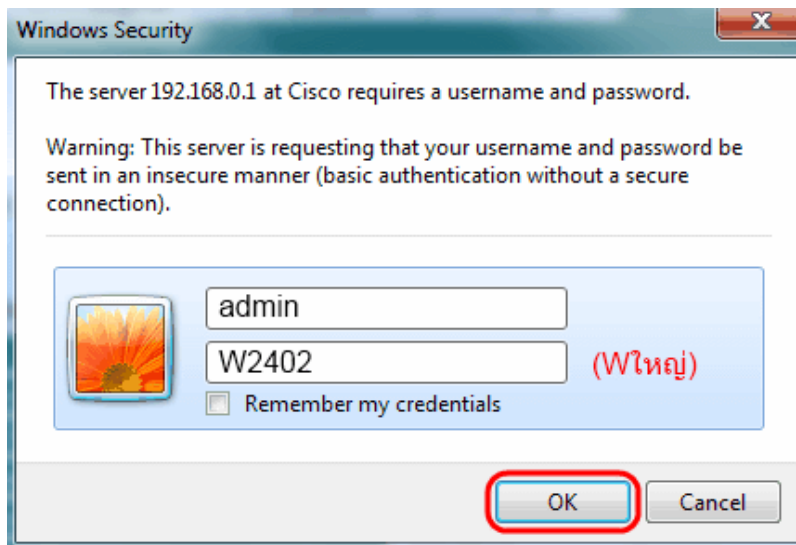 Windows Security
The server 192.168.0.1 at Cisco requires a username and password.
Warning: This server is requesting that your username and password be
sent in an insecure manner (basic authentication without a secure
connection).
admin
W2402 (Wใหญ่)
Remember my credentials
OK Cancel